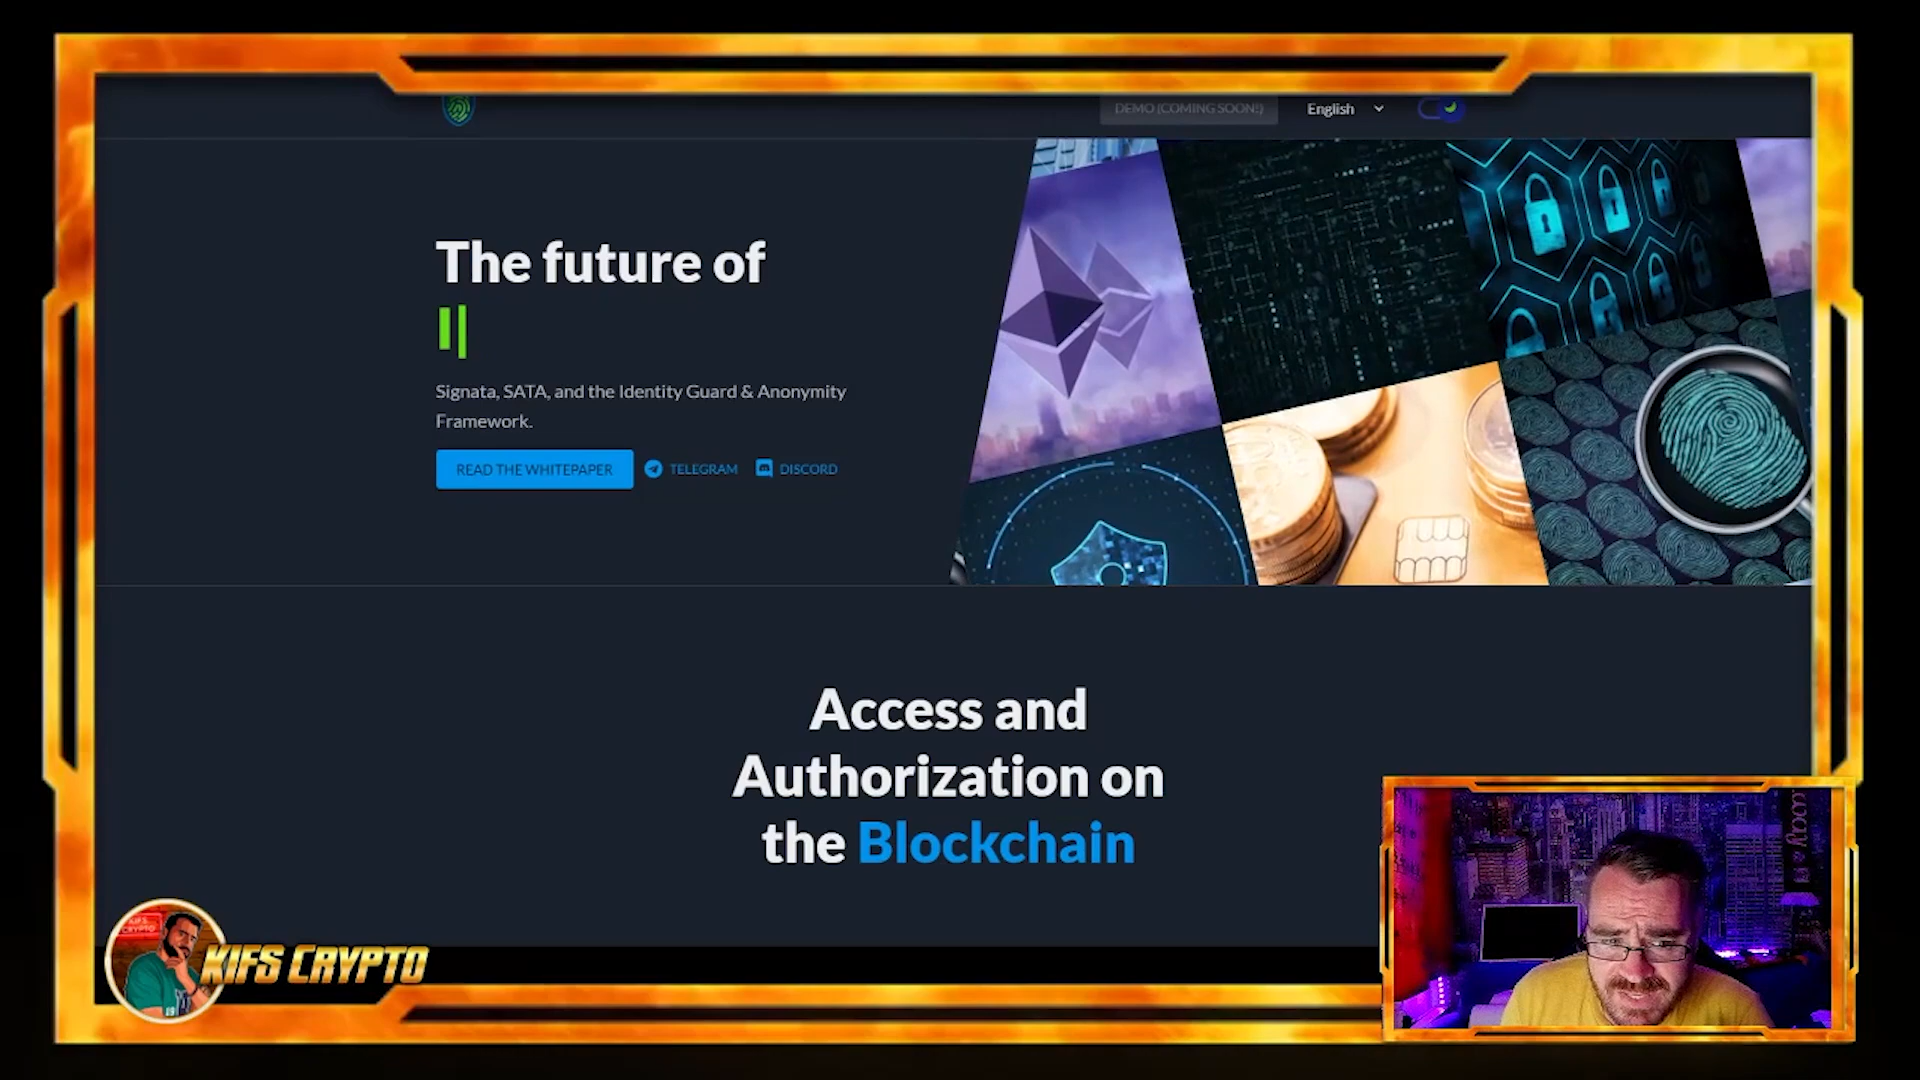 DEMO (COMING SOON!)
English
The future of
Signata, SATA, and the Identity Guard & Anonymity
Framework.
READ THE WHITEPAPER
TELEGRAM
DISCORD
Access and
Authorization on
the Blockchain
KIFS CRYPTO